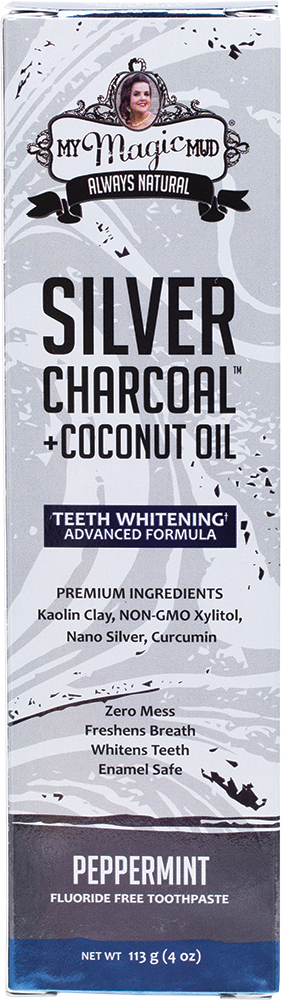 MY Magic MUD®
ALWAYS NATURAL
SILVER
CHARCOAL™
+COCONUT OIL
TEETH WHITENING†
ADVANCED FORMULA
PREMIUM INGREDIENTS
Kaolin Clay, NON-GMO Xylitol,
Nano Silver, Curcumin
Zero Mess
Freshens Breath
Whitens Teeth
Enamel Safe
PEPPERMINT
FLUORIDE FREE TOOTHPASTE
NET WT 113 g (4 oz)